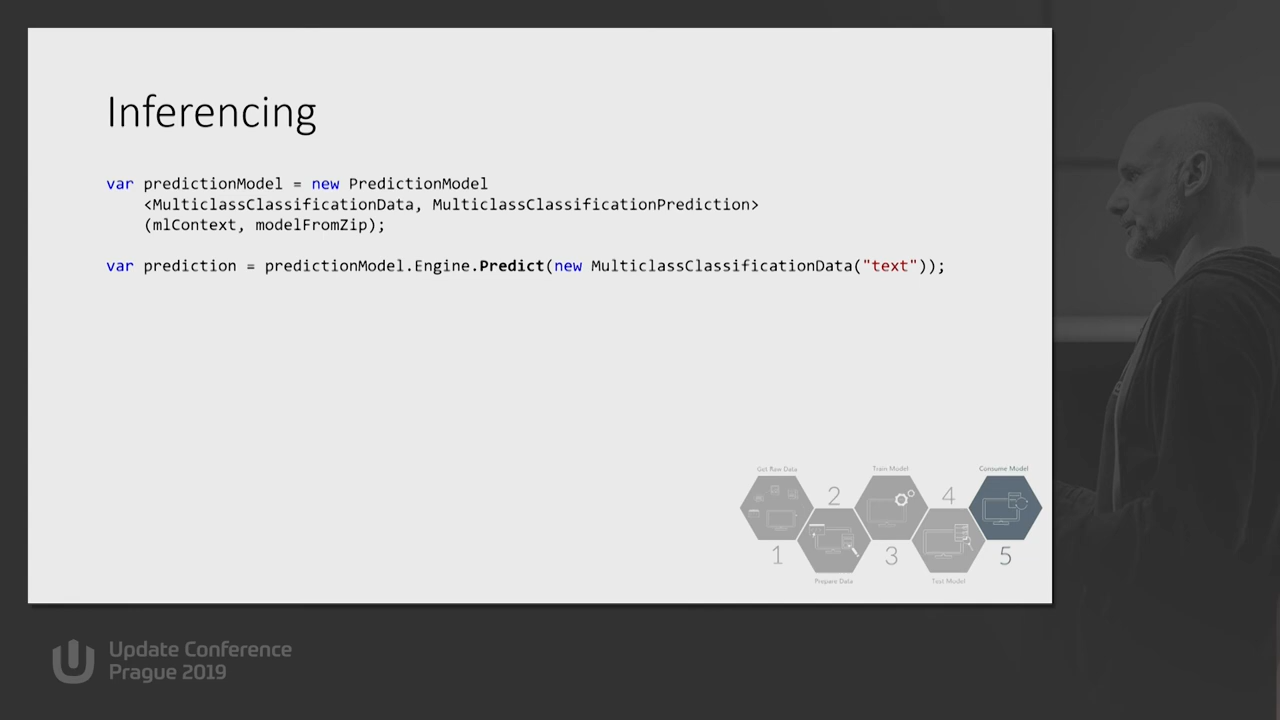 Inferencing
var predictionModel = new PredictionModel
<MulticlassClassificationData, MulticlassClassificationPrediction>
(mlContext, modelFromZip);
var prediction = predictionModel.Engine.Predict(new MulticlassClassificationData("text"));
Get Raw Data
Train Model
Consume Model
2
4
1
3
5
Prepare Data
Test Model
Update Conference
Prague 2019